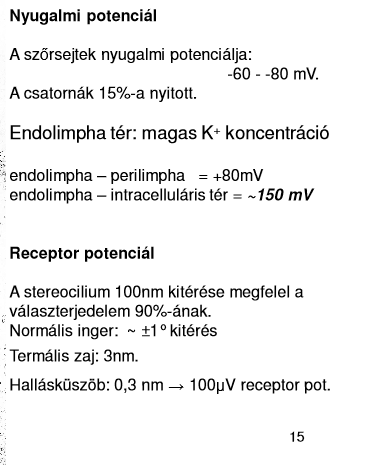 Nyugalmi potenciál
A szőrsejtek nyugalmi potenciálja:
-60 - -80 mV.
A csatornák 15%-a nyitott.
Endolimpha tér: magas K⁺ koncentráció
endolimpha – perilimpha = +80mV
endolimpha – intracelluláris tér = ~150 mV
Receptor potenciál
A stereocilium 100nm kitérése megfelel a
választerjedelem 90%-ának.
Normális inger: ~ ±1º kitérés
Termális zaj: 3nm.
Hallásküszöb: 0,3 nm → 100μV receptor pot.
15